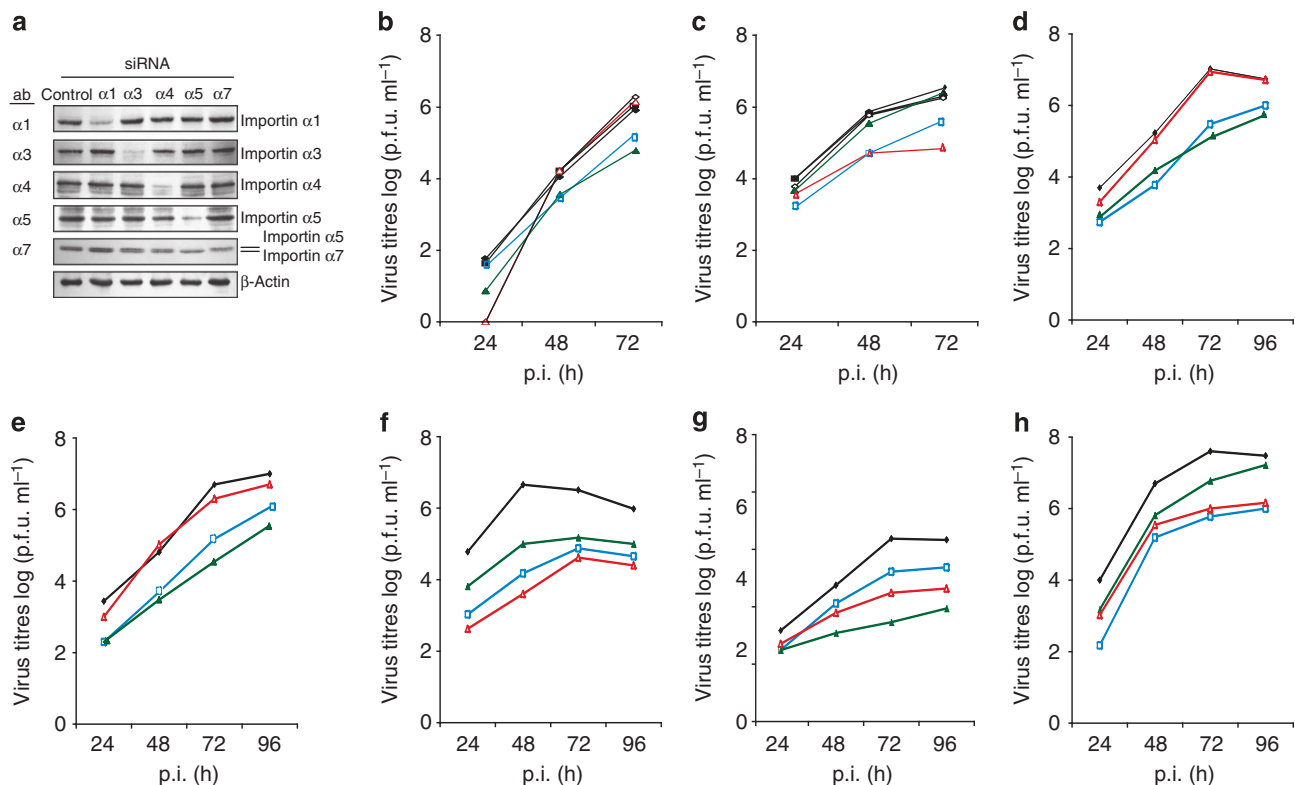 a
siRNA
ab Control α1 α3 α4 α5 α7
α1 Importin α1
α3 Importin α3
α4 Importin α4
α5 Importin α5
Importin α5
α7 Importin α7
β-Actin
b
Virus titres log (p.f.u. ml−1)
8
6
4
2
0
24 48 72
p.i. (h)
c
Virus titres log (p.f.u. ml−1)
8
6
4
2
0
24 48 72
p.i. (h)
d
Virus titres log (p.f.u. ml−1)
8
6
4
2
0
24 48 72 96
p.i. (h)
e
Virus titres log (p.f.u. ml−1)
8
6
4
2
0
24 48 72 96
p.i. (h)
f
Virus titres log (p.f.u. ml−1)
8
6
4
2
0
24 48 72 96
p.i. (h)
g
Virus titres log (p.f.u. ml−1)
8
6
4
2
0
24 48 72 96
p.i. (h)
h
Virus titres log (p.f.u. ml−1)
8
6
4
2
0
24 48 72 96
p.i. (h)